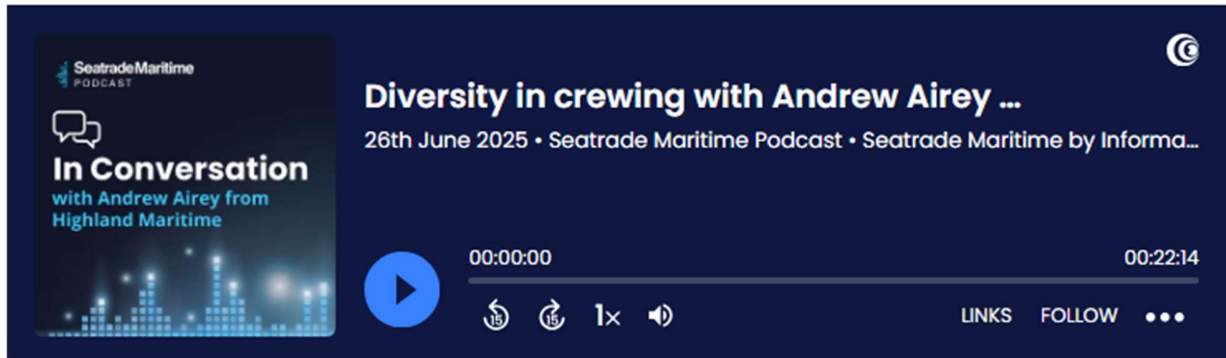 SeatradeMaritime
PODCAST
In Conversation
with Andrew Airey from
Highland Maritime
Diversity in crewing with Andrew Airey ...
26th June 2025 • Seatrade Maritime Podcast • Seatrade Maritime by Informa...
00:00:00
00:22:14
15
15
1x
LINKS
FOLLOW